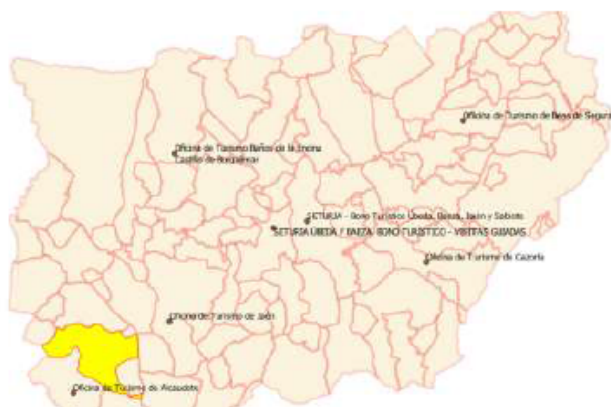 Oficina de Turismo de Beas de Segura
Oficina de Turismo Baños de la Encina
Castillo de Burgalimar
SETURJA - Bono Turístico Úbeda, Baeza, Jaén y Sabiote
SETURJA ÚBEDA / BAEZA- BONO TURÍSTICO - VISITAS GUIADAS
Oficina de Turismo de Cazorla
Oficina de Turismo de Jaén
Oficina de Turismo de Alcaudete